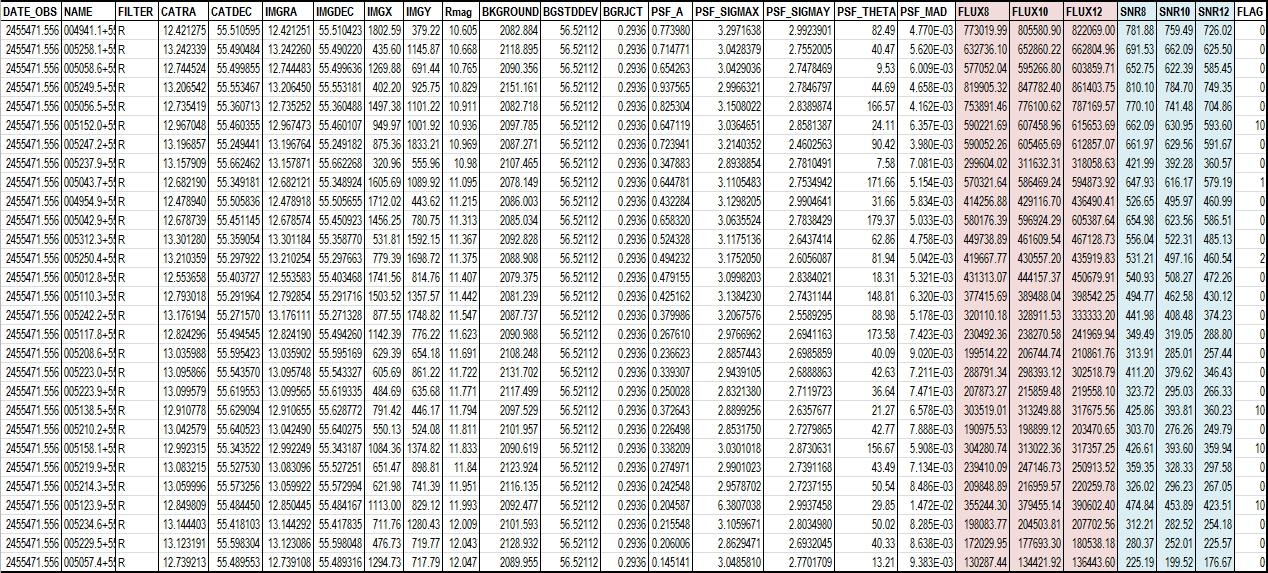 DATE_OBS NAME FILTER CATRA CATDEC IMGRA IMGDEC IMGX IMGY Rmag BKGROUND BGSTDDEV BGRJCT PSF_A PSF_SIGMAX PSF_SIGMAY PSF_THETA PSF_MAD FLUX8 FLUX10 FLUX12 SNR8 SNR10 SNR12 FLAG
2455471.556 004941.1+55 R 12.421275 55.510595 12.421251 55.510423 1802.59 379.22 10.605 2082.884 56.52112 0.2936 0.773980 3.2971638 2.9923901 82.49 4.770E-03 773019.99 805580.90 822069.00 781.88 759.49 726.02 0
2455471.556 005258.1+55 R 13.242339 55.490484 13.242260 55.490220 435.60 1145.87 10.668 2118.895 56.52112 0.2936 0.714771 3.0428379 2.7552005 40.47 5.620E-03 632736.10 652860.22 662804.96 691.53 662.09 625.50 0
2455471.556 005058.6+55 R 12.744524 55.499855 12.744483 55.499636 1269.88 691.44 10.765 2090.356 56.52112 0.2936 0.654263 3.0429036 2.7478469 9.53 6.009E-03 577052.04 595266.80 603859.71 652.75 622.39 585.45 0
2455471.556 005249.5+55 R 13.206542 55.553467 13.206450 55.553181 402.20 925.75 10.829 2151.161 56.52112 0.2936 0.937565 2.9966321 2.7846797 44.69 4.658E-03 819905.32 847782.40 861403.75 810.10 784.70 749.35 0
2455471.556 005056.5+55 R 12.735419 55.360713 12.735252 55.360488 1497.38 1101.22 10.911 2082.718 56.52112 0.2936 0.825304 3.1508022 2.8389874 166.57 4.162E-03 753891.46 776100.62 787169.57 770.10 741.48 704.86 0
2455471.556 005152.0+55 R 12.967048 55.460355 12.967473 55.460107 949.97 1001.92 10.936 2097.785 56.52112 0.2936 0.647119 3.0364651 2.8581387 24.11 6.357E-03 590221.69 607458.96 615653.69 662.09 630.95 593.60 10
2455471.556 005247.2+55 R 13.196857 55.249441 13.196764 55.249182 875.36 1833.21 10.969 2087.271 56.52112 0.2936 0.723941 3.2140352 2.4602563 90.42 3.980E-03 590052.26 605465.69 612857.07 661.97 629.56 591.67 0
2455471.556 005237.9+55 R 13.157909 55.662462 13.157871 55.662268 320.96 555.96 10.98 2107.465 56.52112 0.2936 0.347883 2.8938854 2.7810491 7.58 7.081E-03 299604.02 311632.31 318058.63 421.99 392.28 360.57 0
2455471.556 005043.7+55 R 12.682190 55.349181 12.682121 55.348924 1605.69 1089.92 11.095 2078.149 56.52112 0.2936 0.644781 3.1105483 2.7534942 171.66 5.154E-03 570321.64 586469.24 594873.92 647.93 616.17 579.19 1
2455471.556 004954.9+55 R 12.478940 55.505836 12.478918 55.505655 1712.02 443.62 11.215 2086.003 56.52112 0.2936 0.432284 3.1298205 2.9904641 31.66 5.834E-03 414256.88 429116.70 436490.41 526.65 495.97 460.99 0
2455471.556 005042.9+55 R 12.678739 55.451145 12.678574 55.450923 1456.25 780.75 11.313 2085.034 56.52112 0.2936 0.658320 3.0635524 2.7838429 179.37 5.033E-03 580176.39 596924.29 605387.64 654.98 623.56 586.51 0
2455471.556 005312.3+55 R 13.301280 55.359054 13.301184 55.358770 531.81 1592.15 11.367 2092.828 56.52112 0.2936 0.524328 3.1175136 2.6437414 62.86 4.758E-03 449738.89 461609.54 467128.73 556.04 522.31 485.13 0
2455471.556 005250.4+55 R 13.210359 55.297922 13.210254 55.297663 779.39 1698.72 11.375 2088.908 56.52112 0.2936 0.494232 3.1752050 2.6056087 81.94 5.042E-03 419667.77 430557.20 435919.83 531.21 497.16 460.54 2
2455471.556 005012.8+55 R 12.553658 55.403727 12.553583 55.403468 1741.56 814.76 11.407 2079.375 56.52112 0.2936 0.479155 3.0998203 2.8384021 18.31 5.321E-03 431313.07 444157.37 450679.91 540.93 508.27 472.26 0
2455471.556 005110.3+55 R 12.793018 55.291964 12.792854 55.291716 1503.52 1357.57 11.442 2081.239 56.52112 0.2936 0.425162 3.1384230 2.7431144 148.81 6.320E-03 377415.69 389488.04 398542.25 494.77 462.58 430.12 0
2455471.556 005242.2+55 R 13.176194 55.271570 13.176111 55.271328 877.55 1748.82 11.547 2087.737 56.52112 0.2936 0.379986 3.2067576 2.5589295 88.98 5.178E-03 320110.18 328911.53 333333.20 441.98 408.48 374.23 0
2455471.556 005117.8+55 R 12.824296 55.494545 12.824190 55.494260 1142.39 776.22 11.623 2090.988 56.52112 0.2936 0.267610 2.9766962 2.6941163 173.58 7.423E-03 230492.36 238270.58 241969.94 349.49 319.05 288.80 0
2455471.556 005208.6+55 R 13.035988 55.595423 13.035902 55.595169 629.39 654.18 11.691 2108.248 56.52112 0.2936 0.236623 2.8857443 2.6985859 40.09 9.020E-03 199514.22 206744.74 210861.76 313.91 285.01 257.44 0
2455471.556 005223.0+55 R 13.095866 55.543570 13.095748 55.543327 605.69 861.22 11.722 2131.702 56.52112 0.2936 0.339307 2.9439105 2.6888863 42.63 7.211E-03 288791.34 298393.12 302518.79 411.20 379.62 346.43 0
2455471.556 005223.9+55 R 13.099579 55.619553 13.099565 55.619335 484.69 635.68 11.771 2117.499 56.52112 0.2936 0.250028 2.8321380 2.7119723 36.64 7.471E-03 207873.27 215859.48 219558.10 323.72 295.03 266.33 0
2455471.556 005138.5+55 R 12.910778 55.629094 12.910655 55.628772 791.42 446.17 11.794 2097.529 56.52112 0.2936 0.372643 2.8899256 2.6357677 21.27 6.578E-03 303519.01 313249.88 317675.56 425.86 393.81 360.23 10
2455471.556 005210.2+55 R 13.042579 55.640523 13.042490 55.640275 550.13 524.08 11.811 2101.957 56.52112 0.2936 0.226498 2.8531750 2.7279865 42.77 7.888E-03 190975.53 198899.12 203470.65 303.70 276.26 249.79 0
2455471.556 005158.1+55 R 12.992315 55.343522 12.992249 55.343187 1084.36 1374.82 11.833 2090.619 56.52112 0.2936 0.338209 3.0301018 2.8730631 156.67 5.908E-03 304280.74 313022.36 317357.25 426.61 393.60 359.94 10
2455471.556 005219.9+55 R 13.083215 55.527530 13.083096 55.527251 651.47 898.81 11.84 2123.924 56.52112 0.2936 0.274971 2.9901023 2.7391168 43.49 7.134E-03 239410.09 247146.73 250913.52 359.35 328.33 297.58 0
2455471.556 005214.3+55 R 13.059996 55.573256 13.059922 55.572994 621.98 741.39 11.951 2116.135 56.52112 0.2936 0.242548 2.9578702 2.7237155 50.54 8.486E-03 209848.89 216959.57 220259.78 326.02 296.23 267.05 0
2455471.556 005123.9+55 R 12.849809 55.484450 12.850445 55.484167 1113.00 829.12 11.993 2092.477 56.52112 0.2936 0.204587 6.3807038 2.9937458 29.85 1.472E-02 355244.30 379455.14 390602.40 474.84 453.89 423.51 10
2455471.556 005234.6+55 R 13.144403 55.418103 13.144292 55.417835 711.76 1280.43 12.009 2101.593 56.52112 0.2936 0.215548 3.1059671 2.8034980 50.02 8.285E-03 198083.77 204503.81 207702.56 312.21 282.52 254.18 0
2455471.556 005229.5+55 R 13.123191 55.598304 13.123086 55.598048 476.73 719.77 12.043 2128.932 56.52112 0.2936 0.206006 2.8629471 2.6932045 40.33 8.638E-03 172029.95 177693.30 180538.18 280.37 252.01 225.57 0
2455471.556 005057.4+55 R 12.739213 55.489553 12.739108 55.489316 1294.73 717.79 12.047 2089.955 56.52112 0.2936 0.145141 3.0485810 2.7701709 13.21 9.383E-03 130287.44 134421.92 136443.60 225.19 199.52 176.67 0